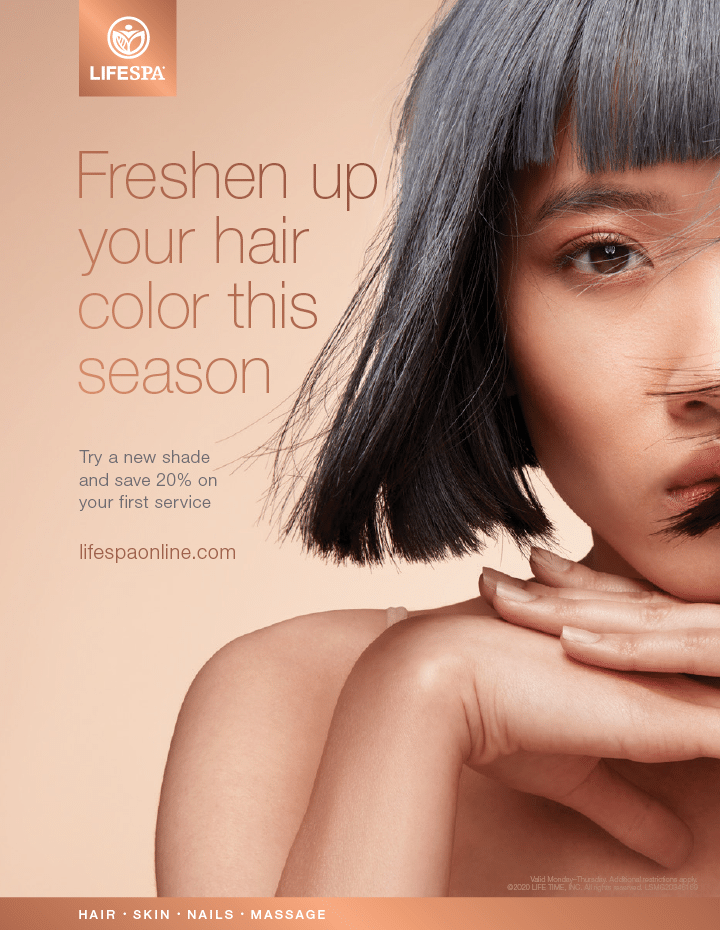 LIFESPA
Freshen up
your hair
color this
season
Try a new shade
and save 20% on
your first service
lifespaonline.com
Valid Monday–Thursday. Additional restrictions apply.
©2020 LIFE TIME, INC. All rights reserved.
HAIR • SKIN • NAILS • MASSAGE